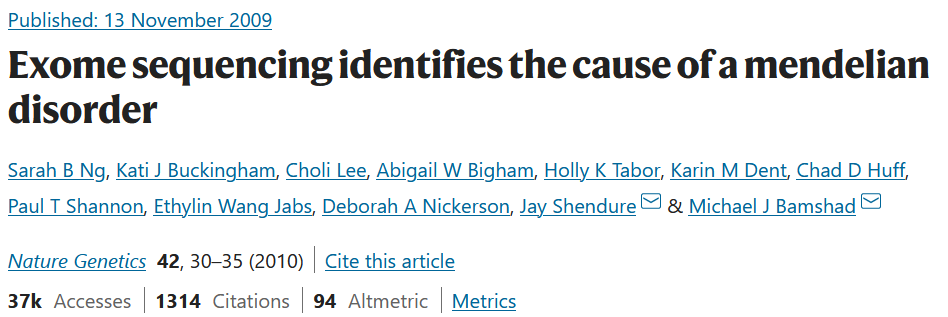 Published: 13 November 2009
Exome sequencing identifies the cause of a mendelian
disorder
Sarah B Ng, Kati J Buckingham, Choli Lee, Abigail W Bigham, Holly K Tabor, Karin M Dent, Chad D Huff,
Paul T Shannon, Ethylin Wang Jabs, Deborah A Nickerson, Jay Shendure & Michael J Bamshad
Nature Genetics 42, 30–35 (2010) Cite this article
37k Accesses 1314 Citations 94 Altmetric Metrics